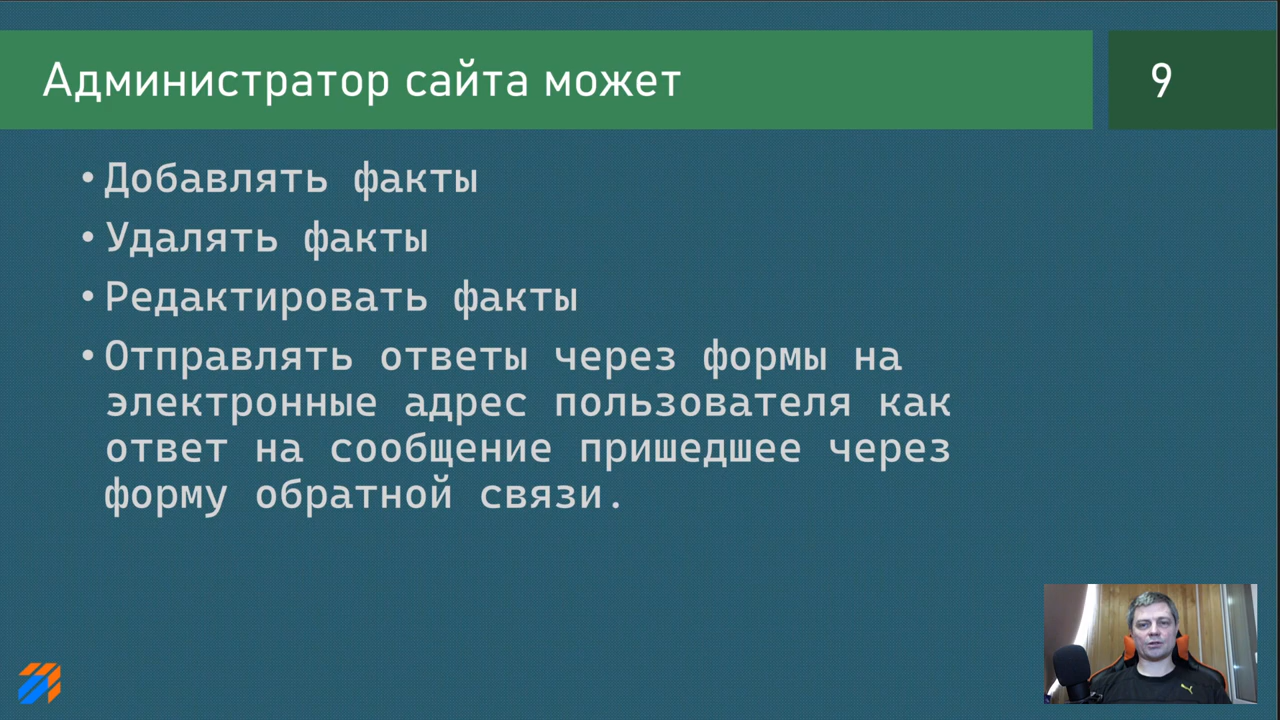 Администратор сайта может
9
• Добавлять факты
• Удалять факты
• Редактировать факты
• Отправлять ответы через формы на
электронные адрес пользователя как
ответ на сообщение пришедшее через
форму обратной связи.